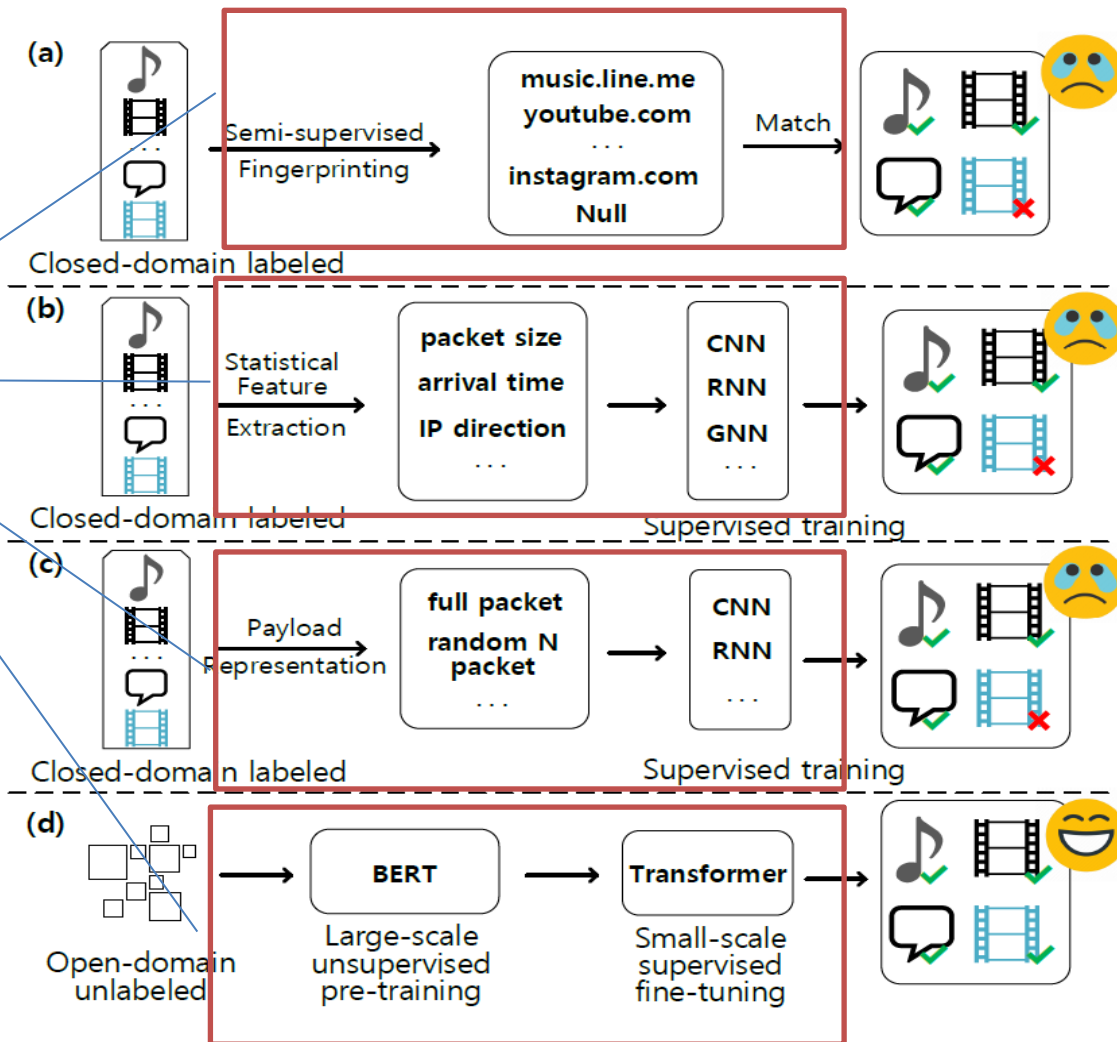 (a)
music.line.me
youtube.com
. . .
instagram.com
Null
Semi-supervised
Fingerprinting
Match
. . .
Closed-domain labeled
(b)
Statistical
Feature
Extraction
packet size
arrival time
IP direction
. . .
CNN
RNN
GNN
. . .
. . .
Closed-domain labeled
Supervised training
(c)
Payload
Representation
full packet
random N
packet
. . .
CNN
RNN
. . .
. . .
Closed-domain labeled
Supervised training
(d)
BERT
Transformer
Open-domain
unlabeled
Large-scale
unsupervised
pre-training
Small-scale
supervised
fine-tuning